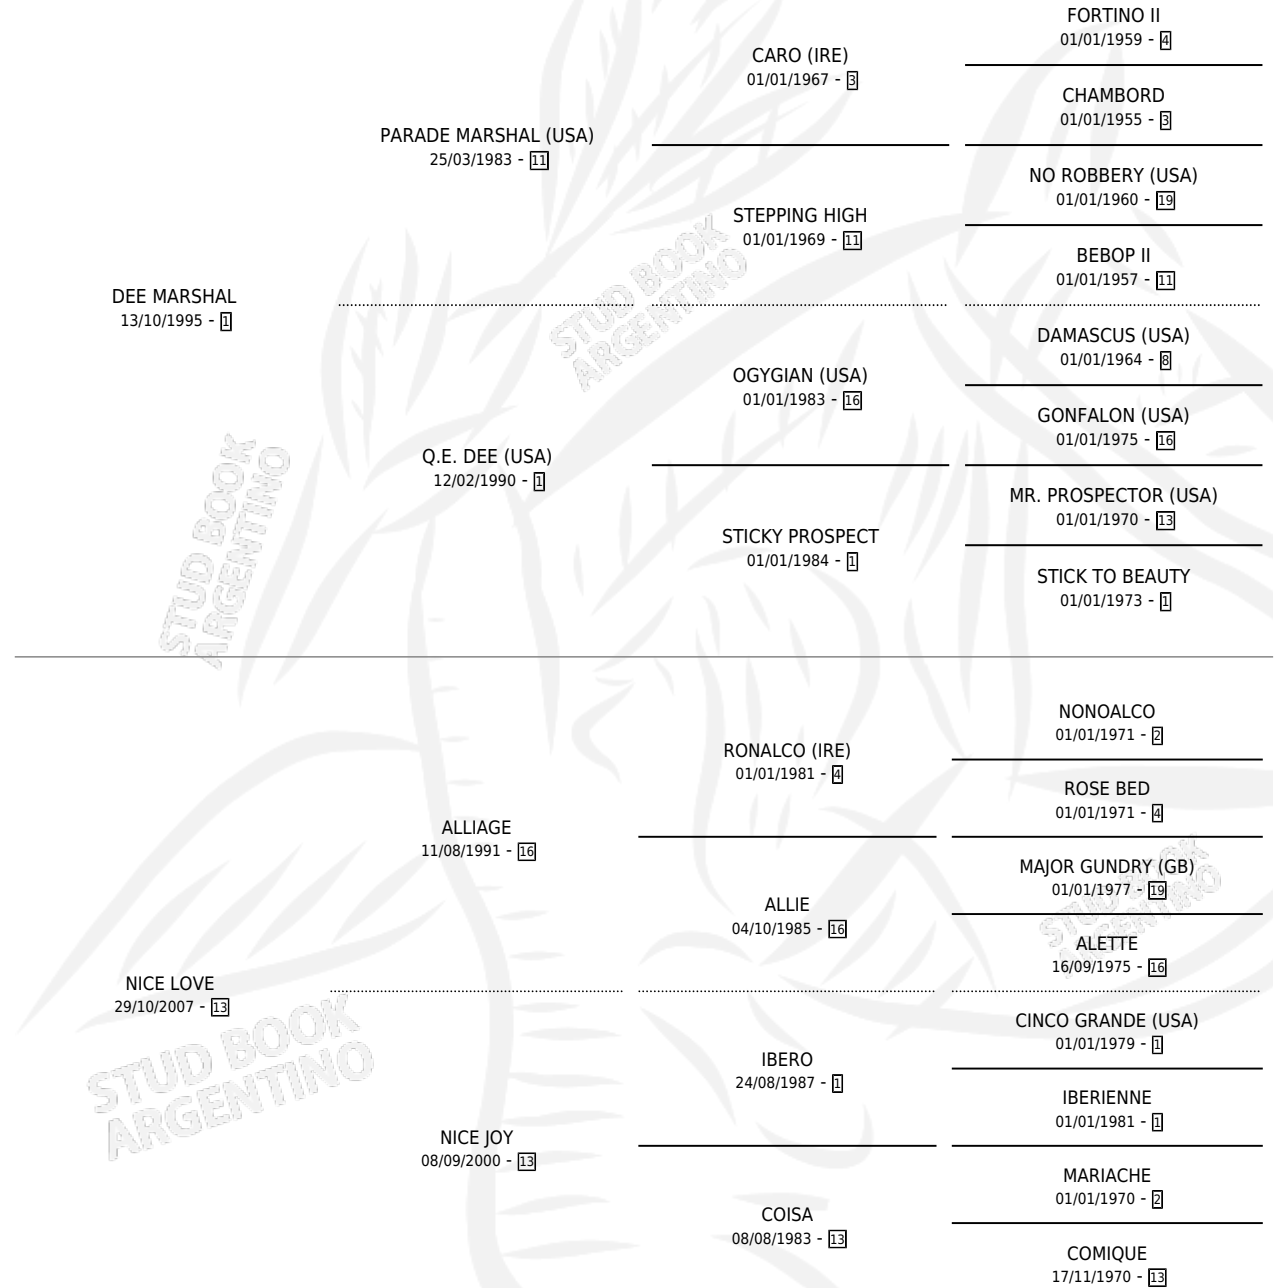 FORTINO II
01/01/1959 - 4
CARO (IRE)
01/01/1967 - 3
CHAMBORD
01/01/1955 - 3
PARADE MARSHAL (USA)
25/03/1983 - 11
NO ROBBERY (USA)
01/01/1960 - 19
STEPPING HIGH
01/01/1969 - 11
BEBOP II
01/01/1957 - 11
DEE MARSHAL
13/10/1995 - 1
STUD BOOK
ARGENTINO
DAMASCUS (USA)
01/01/1964 - 8
OGYGIAN (USA)
01/01/1983 - 16
GONFALON (USA)
01/01/1975 - 16
Q.E. DEE (USA)
12/02/1990 - 1
MR. PROSPECTOR (USA)
01/01/1970 - 13
STICKY PROSPECT
01/01/1984 - 1
STICK TO BEAUTY
01/01/1973 - 1
STUD BOOK
ARGENTINO
NONOALCO
01/01/1971 - 2
RONALCO (IRE)
01/01/1981 - 4
ROSE BED
01/01/1971 - 4
ALLIAGE
11/08/1991 - 16
MAJOR GUNDRY (GB)
01/01/1977 - 19
ALLIE
04/10/1985 - 16
ALETTE
16/09/1975 - 16
STUD BOOK
ARGENTINO
NICE LOVE
29/10/2007 - 13
STUD BOOK
ARGENTINO
CINCO GRANDE (USA)
01/01/1979 - 1
IBERO
24/08/1987 - 1
IBERIENNE
01/01/1981 - 1
NICE JOY
08/09/2000 - 13
MARIACHE
01/01/1970 - 2
COISA
08/08/1983 - 13
COMIQUE
17/11/1970 - 13